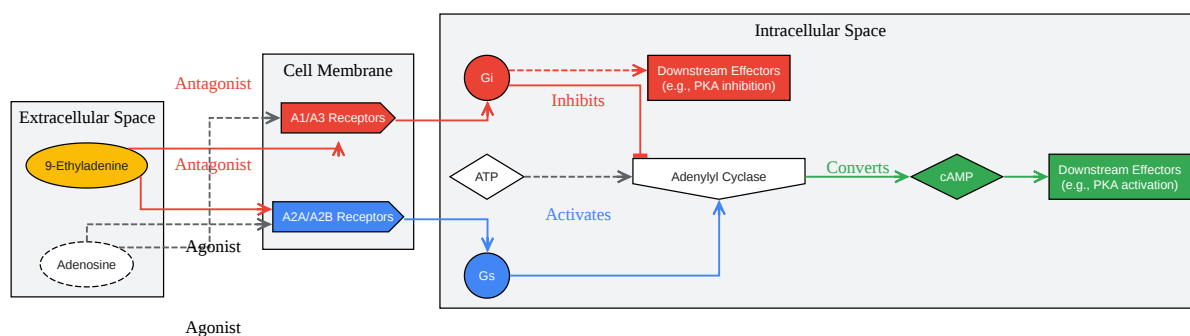 Intracellular Space
Cell Membrane
Extracellular Space
Antagonist
Antagonist
Agonist
Agonist
9-Ethyladenine
Adenosine
A1/A3 Receptors
A2A/A2B Receptors
Gi
Inhibits
Downstream Effectors
(e.g., PKA inhibition)
ATP
Adenylyl Cyclase
Converts
cAMP
Downstream Effectors
(e.g., PKA activation)
Activates
Gs